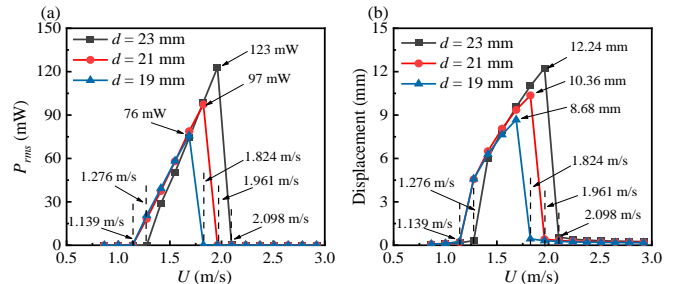 (a)
150
120
90
60
30
0
P_rms (mW)
d = 23 mm
d = 21 mm
d = 19 mm
123 mW
97 mW
76 mW
1.276 m/s
1.139 m/s
1.824 m/s
1.961 m/s
2.098 m/s
0.5 1.0 1.5 2.0 2.5 3.0
U (m/s)
(b)
15
12
9
6
3
0
Displacement (mm)
d = 23 mm
d = 21 mm
d = 19 mm
12.24 mm
10.36 mm
8.68 mm
1.276 m/s
1.139 m/s
1.824 m/s
1.961 m/s
2.098 m/s
0.5 1.0 1.5 2.0 2.5 3.0
U (m/s)